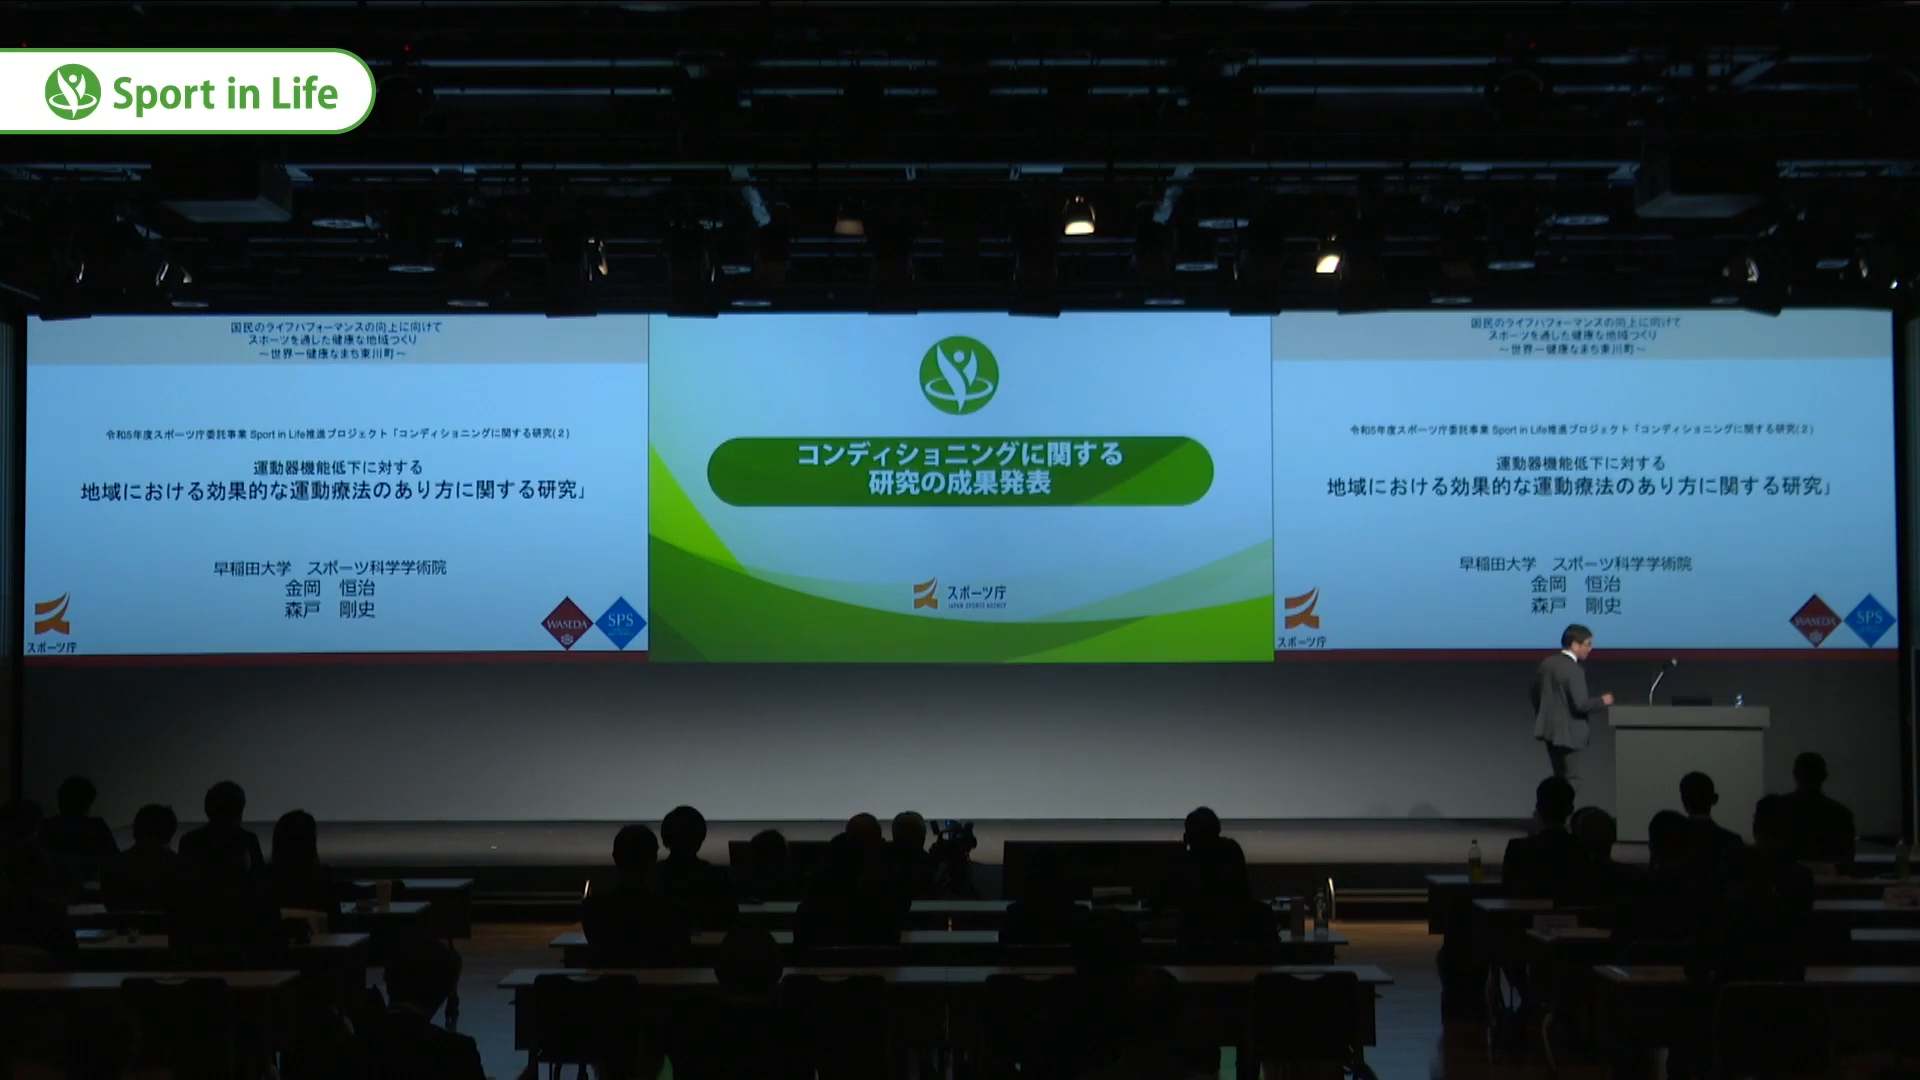 Sport in Life
国民のライフパフォーマンスの向上に向けて
スポーツを通した健康な地域づくり
～世界一健康なまち東川町～
令和5年度スポーツ庁委託事業 Sport in Life推進プロジェクト「コンディショニングに関する研究(2)
運動器機能低下に対する
地域における効果的な運動療法のあり方に関する研究」
早稲田大学 スポーツ科学学術院
金岡 恒治
森戸 剛史
スポーツ庁
WASEDA
SPS
コンディショニングに関する
研究の成果発表
スポーツ庁
JAPAN SPORTS AGENCY
国民のライフパフォーマンスの向上に向けて
スポーツを通した健康な地域づくり
～世界一健康なまち東川町～
令和5年度スポーツ庁委託事業 Sport in Life推進プロジェクト「コンディショニングに関する研究(2)
運動器機能低下に対する
地域における効果的な運動療法のあり方に関する研究」
早稲田大学 スポーツ科学学術院
金岡 恒治
森戸 剛史
スポーツ庁
WASEDA
SPS